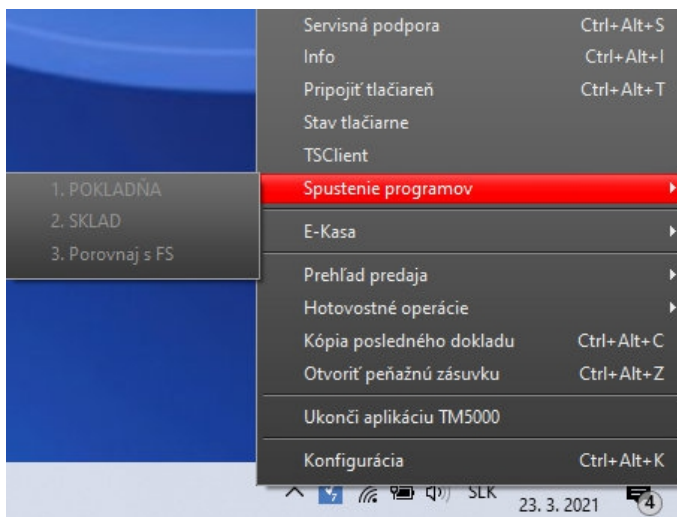 Servisná podpora Ctrl+Alt+S
Info Ctrl+Alt+I
Pripojiť tlačiareň Ctrl+Alt+T
Stav tlačiarne
TSClient
1. POKLADŇA
2. SKLAD
3. Porovnaj s FS
Spustenie programov
E-Kasa
Prehľad predaja
Hotovostné operácie
Kópia posledného dokladu Ctrl+Alt+C
Otvoriť peňažnú zásuvku Ctrl+Alt+Z
Ukonči aplikáciu TM5000
Konfigurácia Ctrl+Alt+K
SLK
23. 3. 2021
4